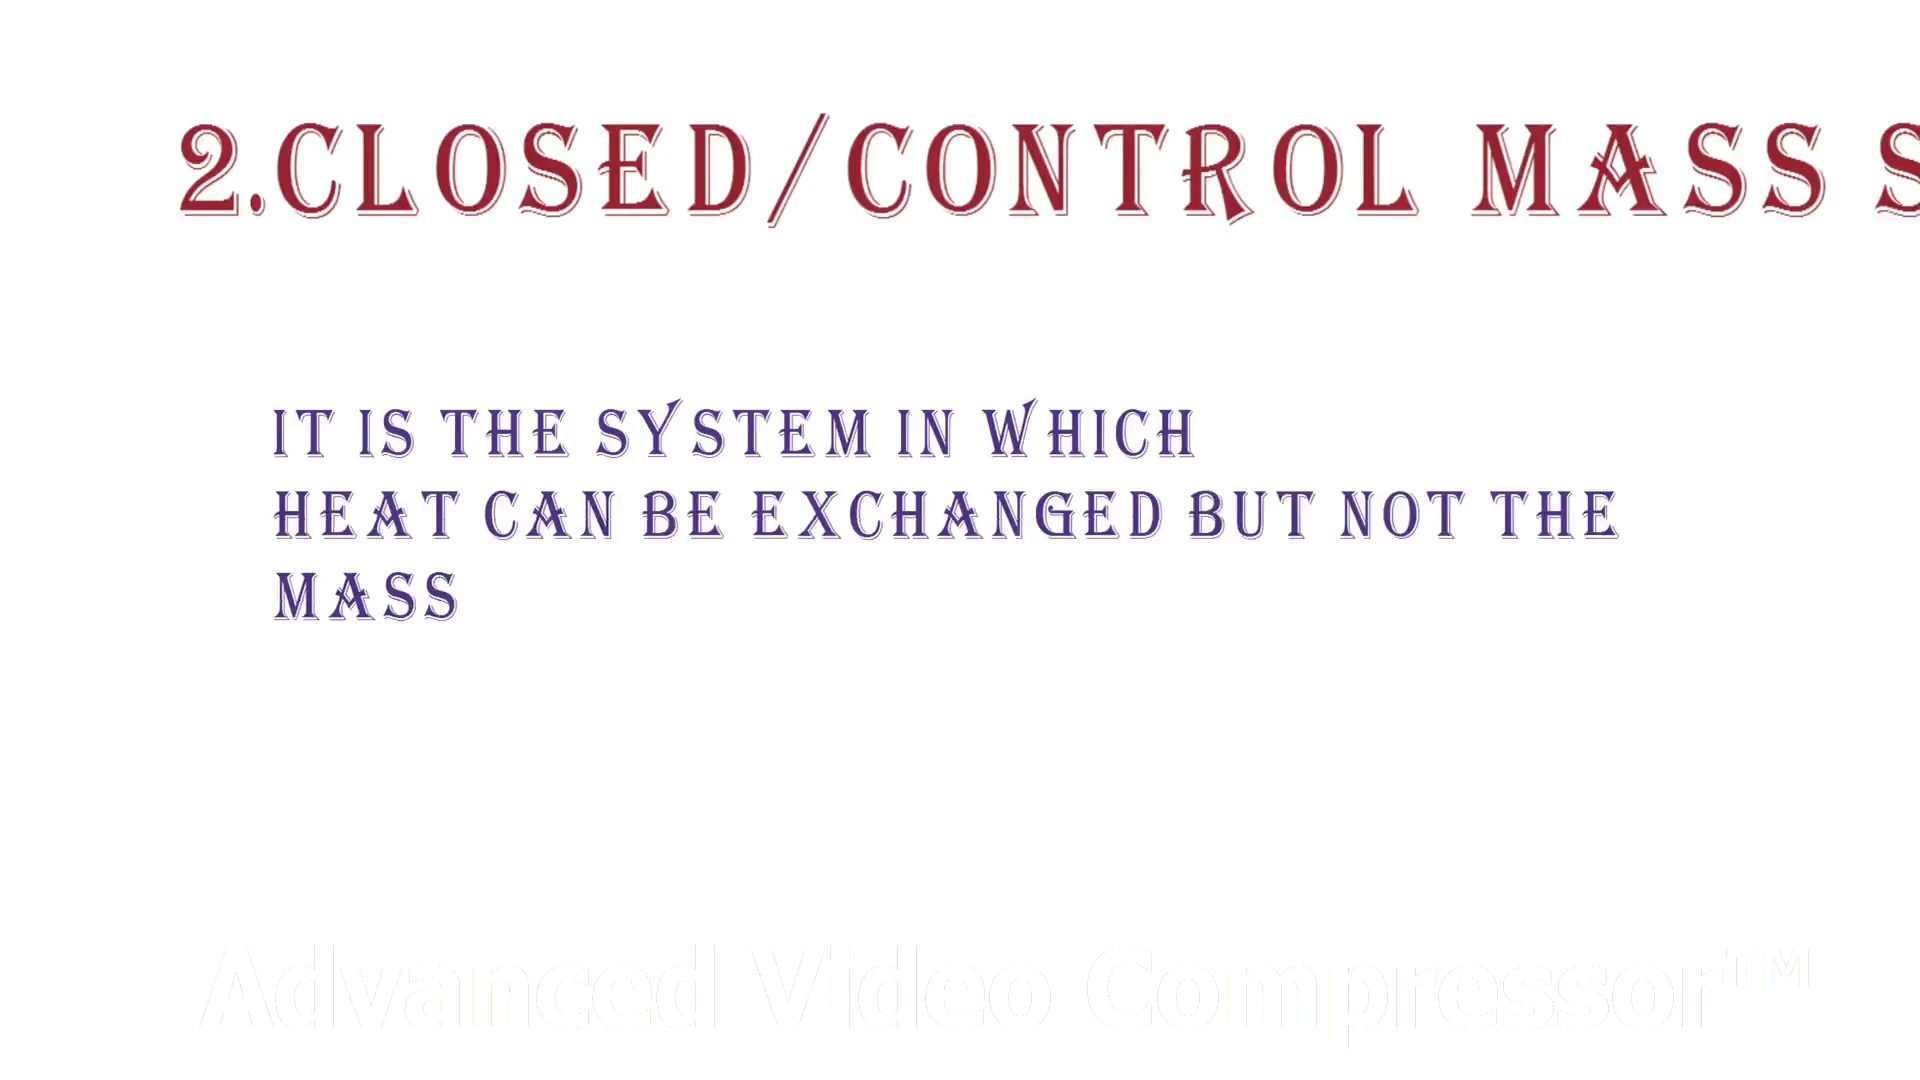 2.CLOSED/CONTROL MASS S
IT IS THE SYSTEM IN WHICH
HEAT CAN BE EXCHANGED BUT NOT THE
MASS
Advanced Video Compressor™